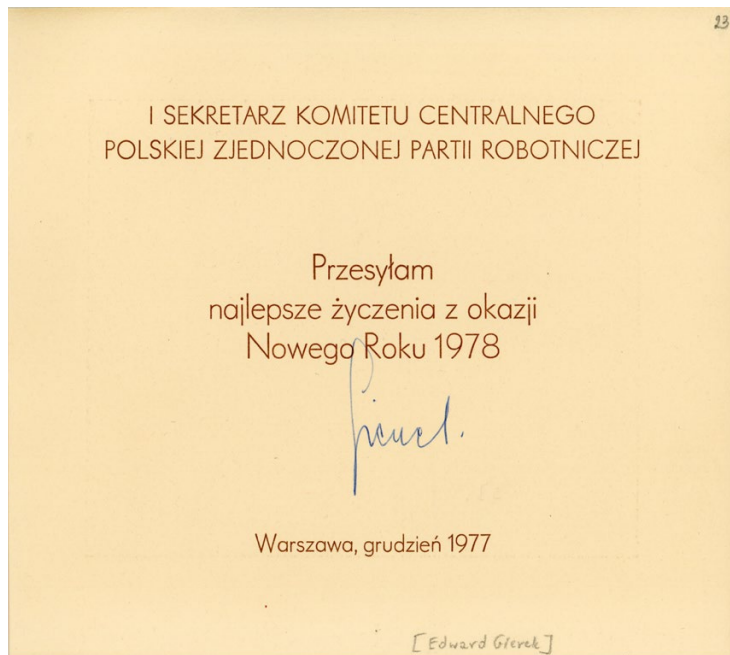 23
I SEKRETARZ KOMITETU CENTRALNEGO
POLSKIEJ ZJEDNOCZONEJ PARTII ROBOTNICZEJ
Przesyłam
najlepsze życzenia z okazji
Nowego Roku 1978
Gierek.
Warszawa, grudzień 1977
[Edward Gierek]